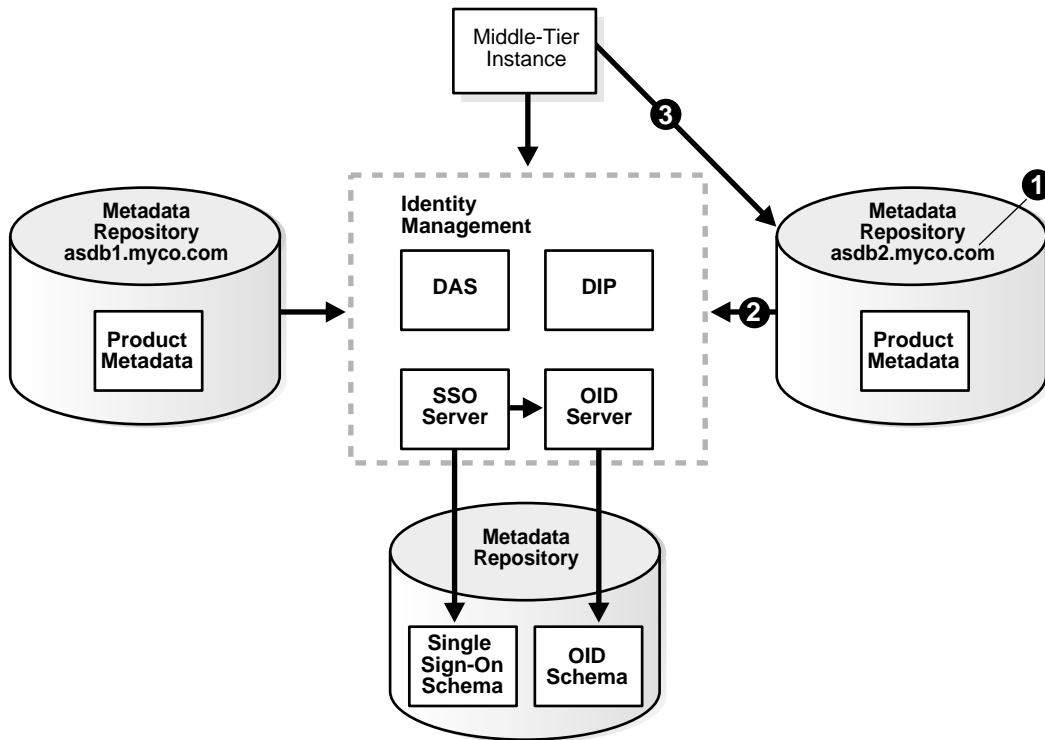 Middle-Tier
Instance
3
1
Metadata
Repository
asdb1.myco.com
Product
Metadata
Identity
Management
DAS
DIP
SSO
Server
OID
Server
Metadata
Repository
asdb2.myco.com
2
Product
Metadata
Metadata
Repository
Single
Sign-On
Schema
OID
Schema